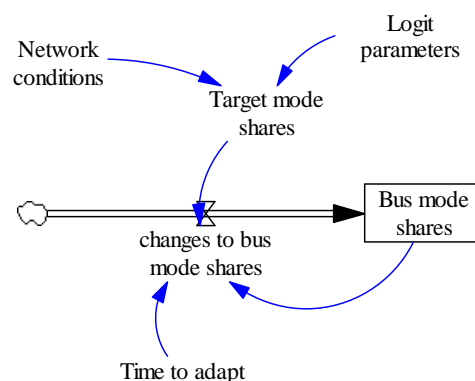 Network
conditions
Logit
parameters
Target mode
shares
Bus mode
shares
changes to bus
mode shares
Time to adapt